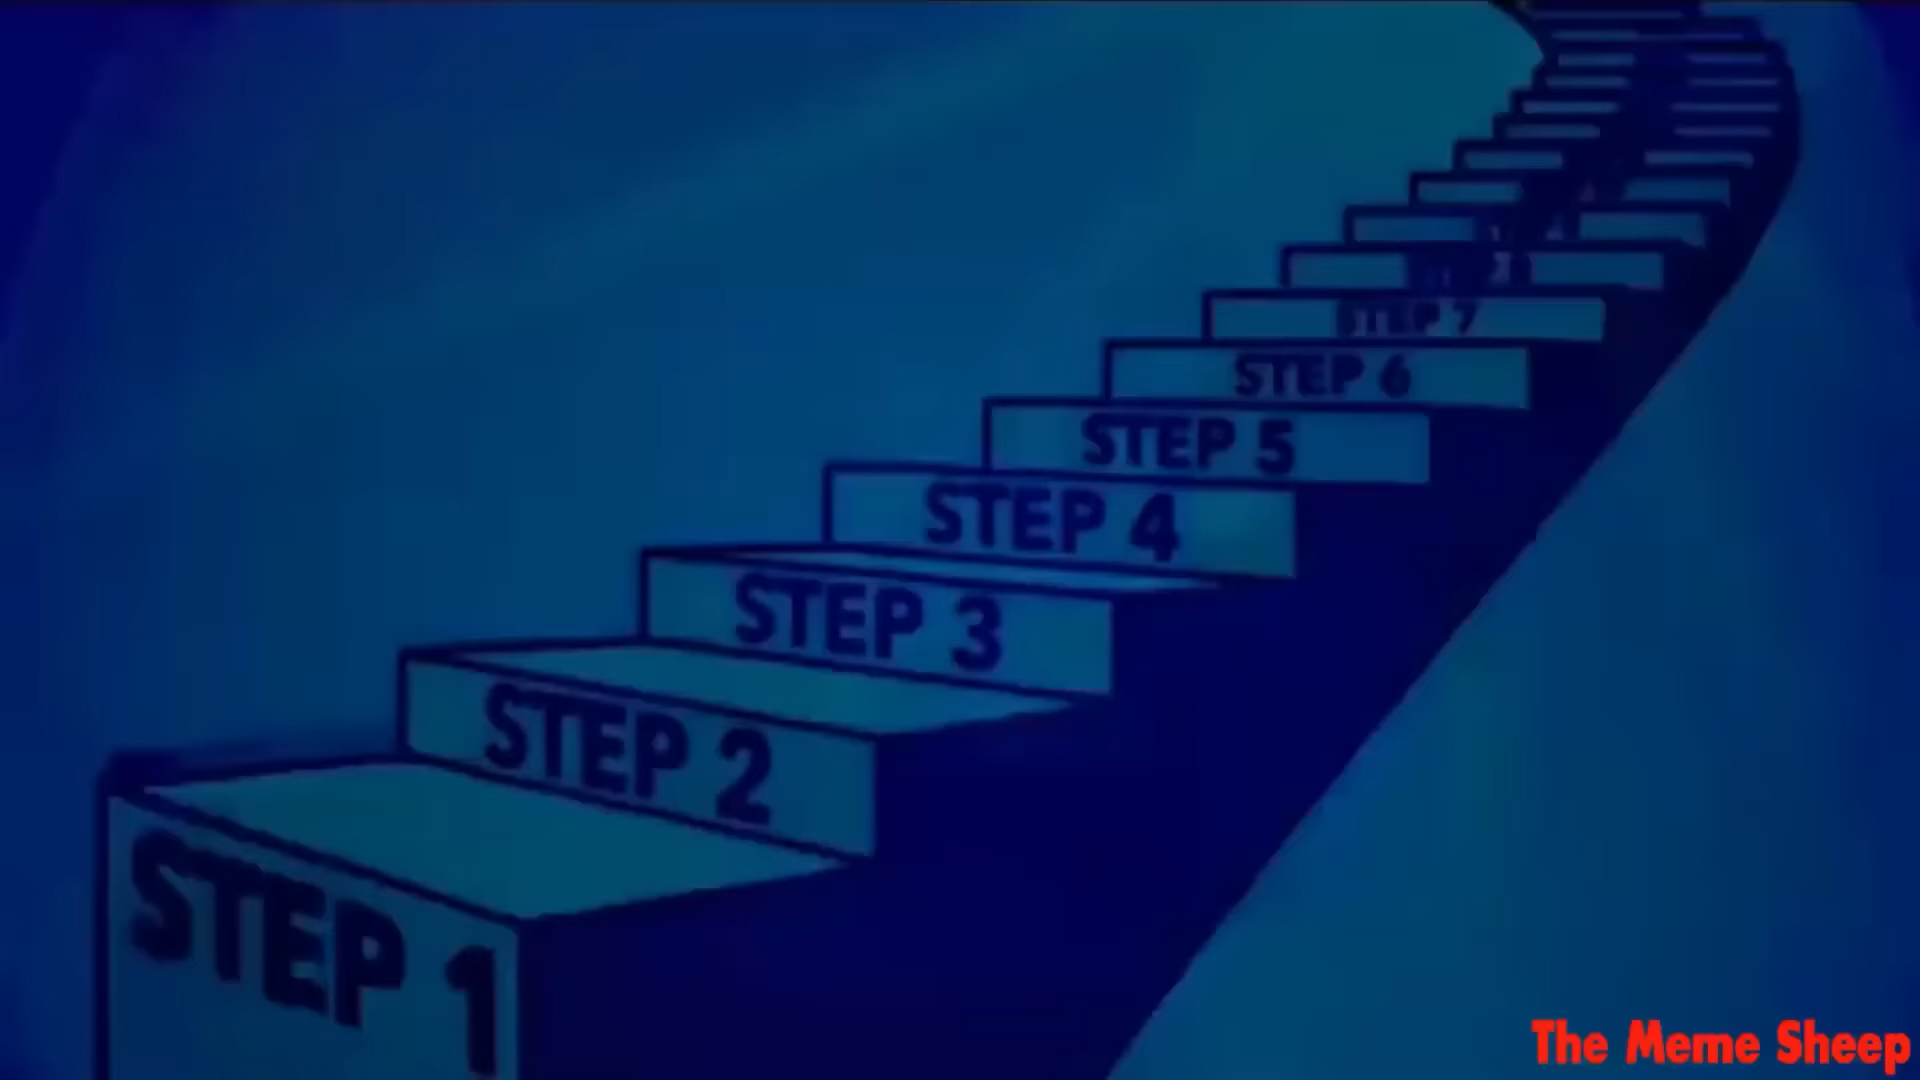 STEP 7
STEP 6
STEP 5
STEP 4
STEP 3
STEP 2
STEP 1
The Meme Sheep